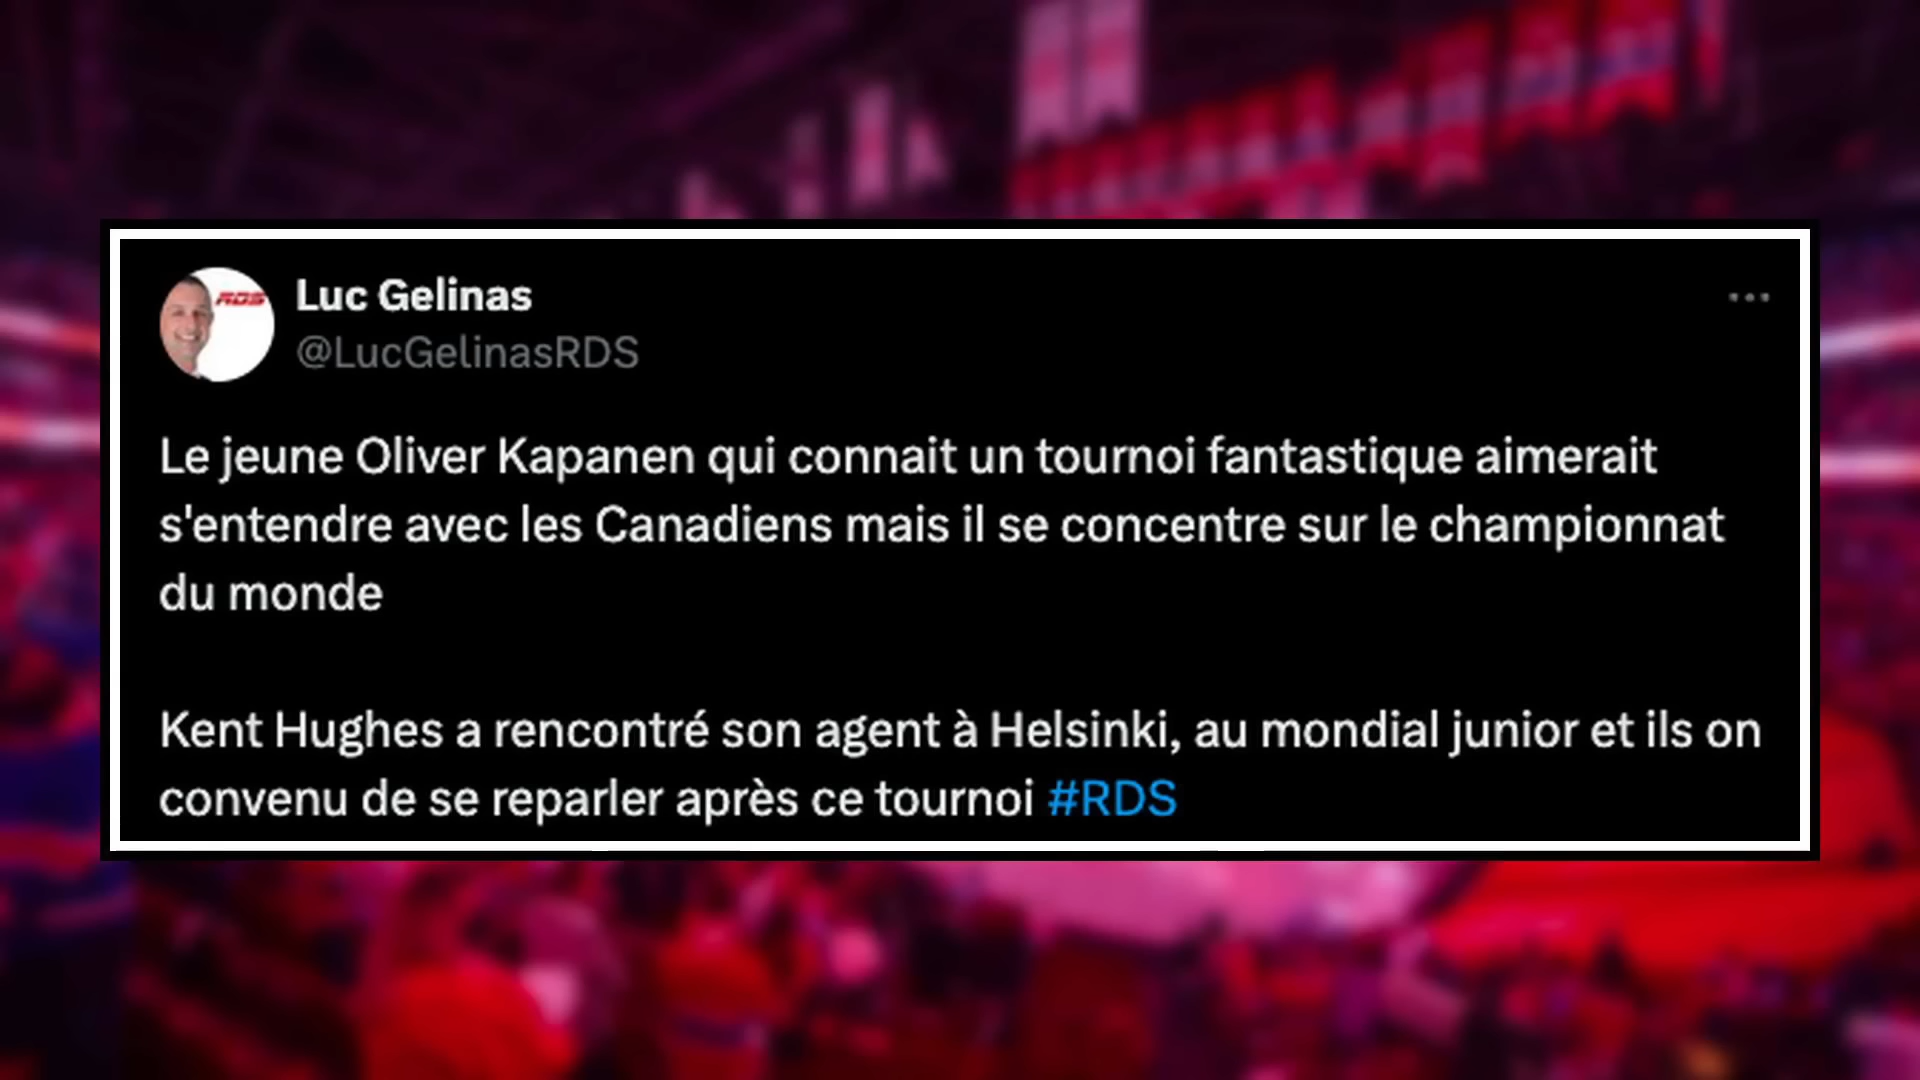 RDS
Luc Gelinas
@LucGelinasRDS
Le jeune Oliver Kapanen qui connait un tournoi fantastique aimerait
s'entendre avec les Canadiens mais il se concentre sur le championnat
du monde
Kent Hughes a rencontré son agent à Helsinki, au mondial junior et ils on
convenu de se reparler après ce tournoi #RDS